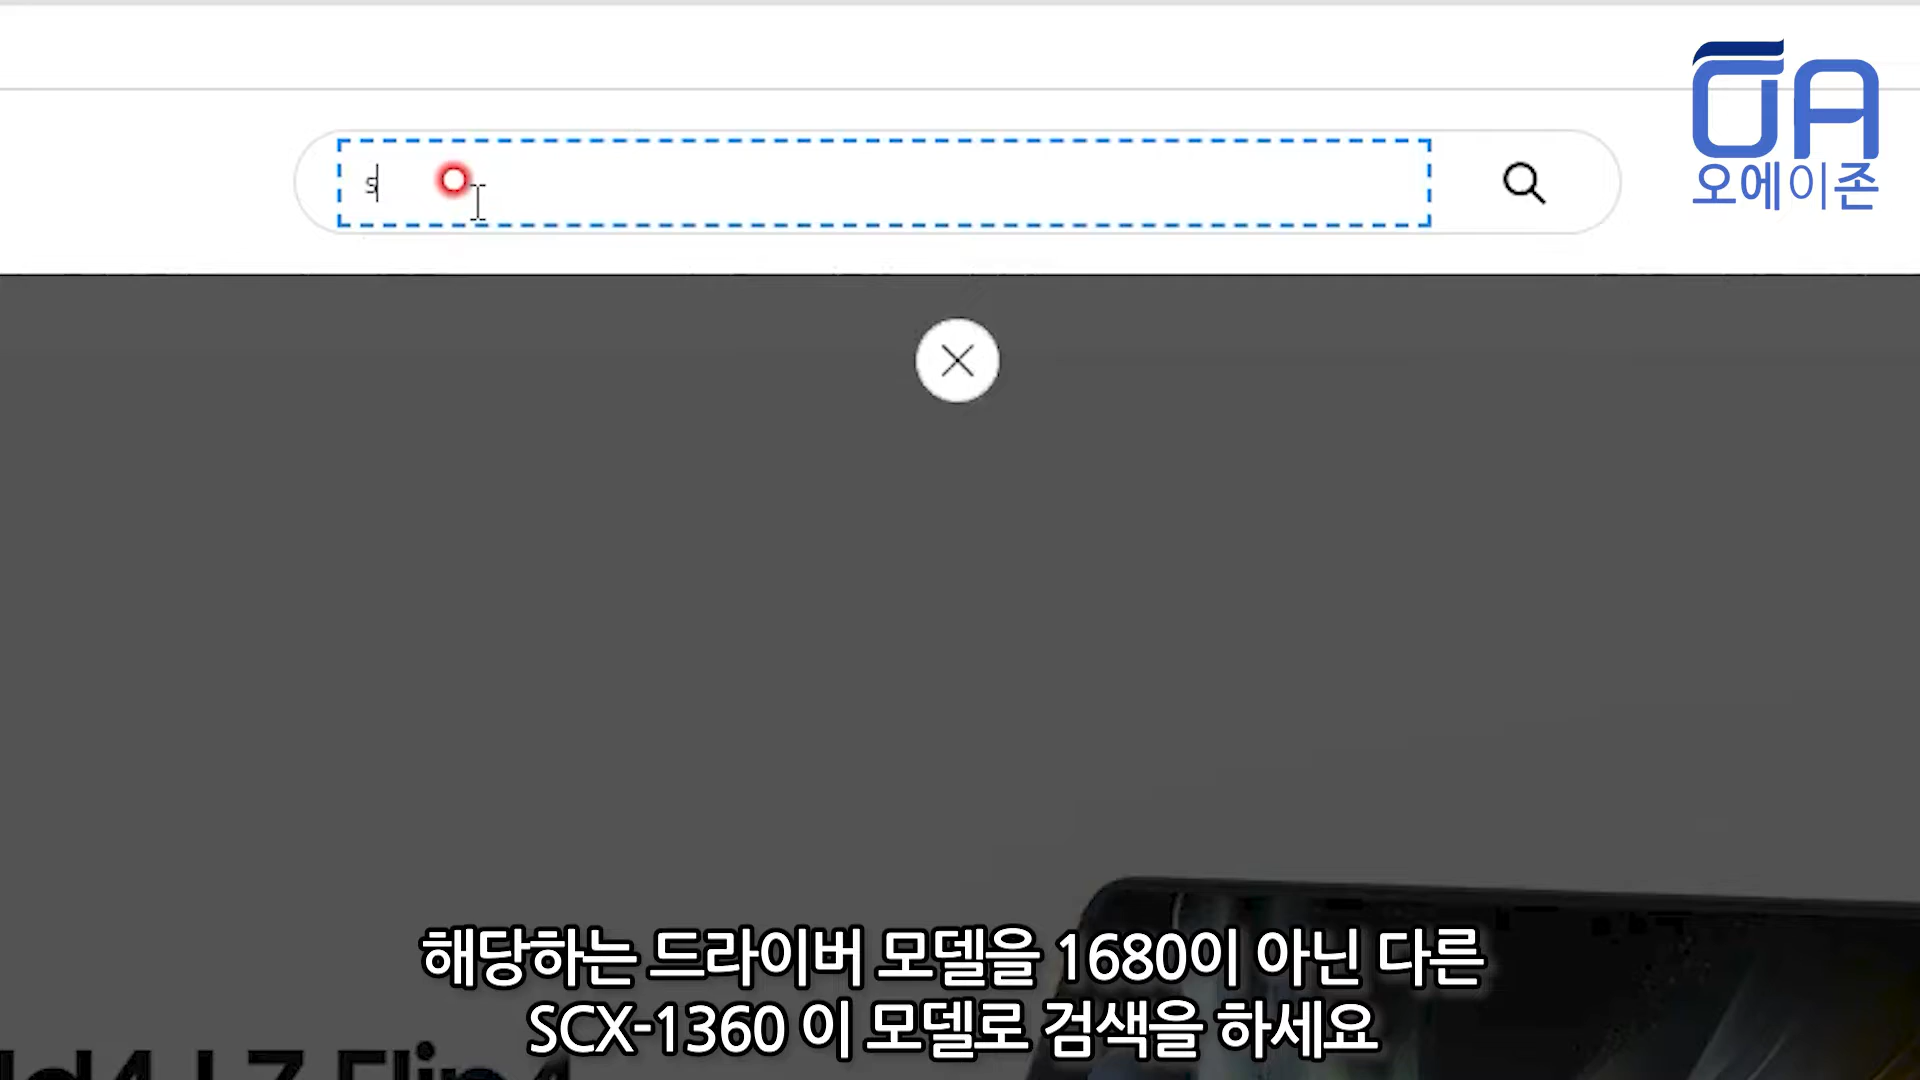 s
오에이존
해당하는 드라이버 모델을 1680이 아닌 다른
SCX-1360 이 모델로 검색을 하세요